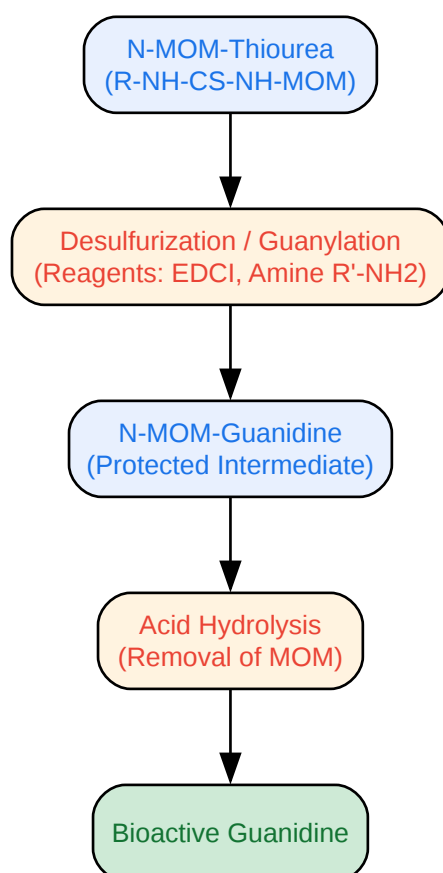 N-MOM-Thiourea
(R-NH-CS-NH-MOM)
Desulfurization / Guanylation
(Reagents: EDCI, Amine R'-NH2)
N-MOM-Guanidine
(Protected Intermediate)
Acid Hydrolysis
(Removal of MOM)
Bioactive Guanidine